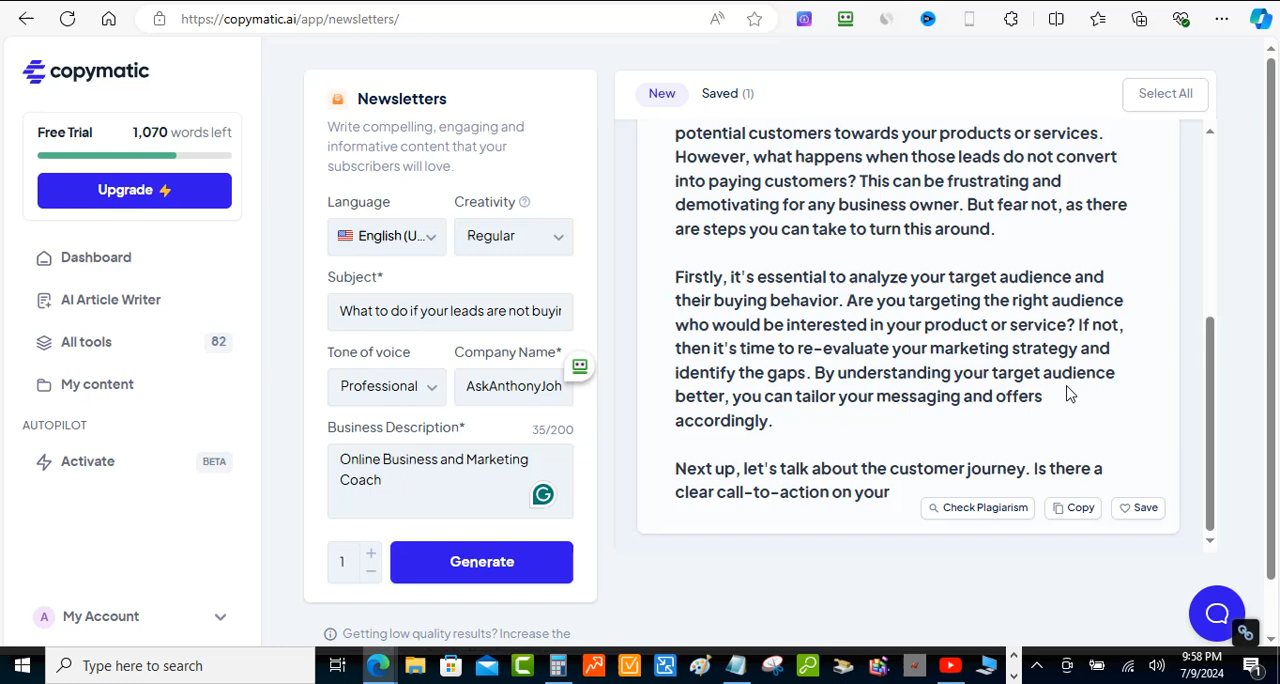 https://copymatic.ai/app/newsletters/
copymatic
Free Trial 1,070 words left
Upgrade
Dashboard
AI Article Writer
All tools 82
My content
AUTOPILOT
Activate BETA
A My Account
Newsletters
Write compelling, engaging and
informative content that your
subscribers will love.
Language Creativity
English (U... Regular
Subject*
What to do if your leads are not buyin
Tone of voice Company Name*
Professional AskAnthonyJoh
Business Description* 35/200
Online Business and Marketing
Coach
1 + − Generate
Getting low quality results? Increase the
New Saved (1) Select All
potential customers towards your products or services.
However, what happens when those leads do not convert
into paying customers? This can be frustrating and
demotivating for any business owner. But fear not, as there
are steps you can take to turn this around.
Firstly, it's essential to analyze your target audience and
their buying behavior. Are you targeting the right audience
who would be interested in your product or service? If not,
then it's time to re-evaluate your marketing strategy and
identify the gaps. By understanding your target audience
better, you can tailor your messaging and offers
accordingly.
Next up, let's talk about the customer journey. Is there a
clear call-to-action on your
Check Plagiarism Copy Save
Type here to search
9:58 PM
7/9/2024